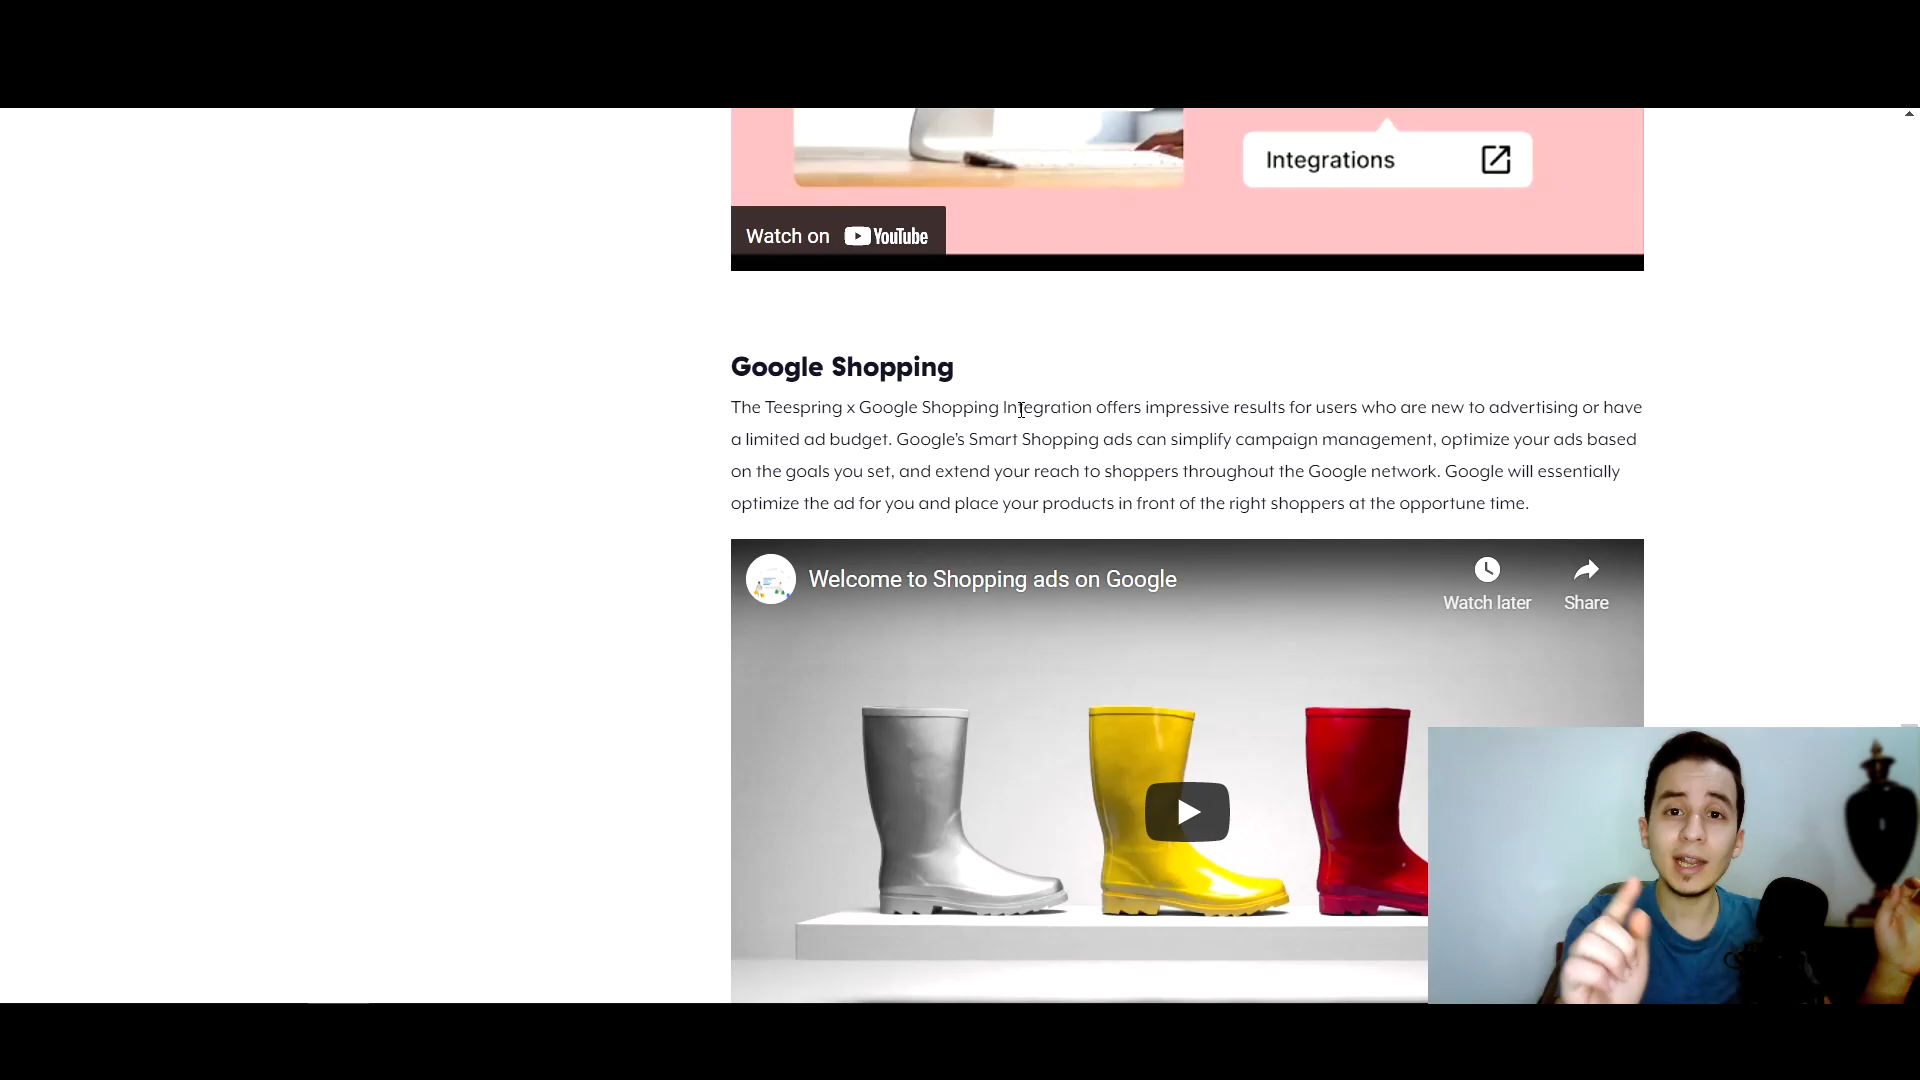 Integrations
Watch on YouTube
Google Shopping
The Teespring x Google Shopping Integration offers impressive results for users who are new to advertising or have
a limited ad budget. Google’s Smart Shopping ads can simplify campaign management, optimize your ads based
on the goals you set, and extend your reach to shoppers throughout the Google network. Google will essentially
optimize the ad for you and place your products in front of the right shoppers at the opportune time.
Welcome to Shopping ads on Google
Watch later
Share